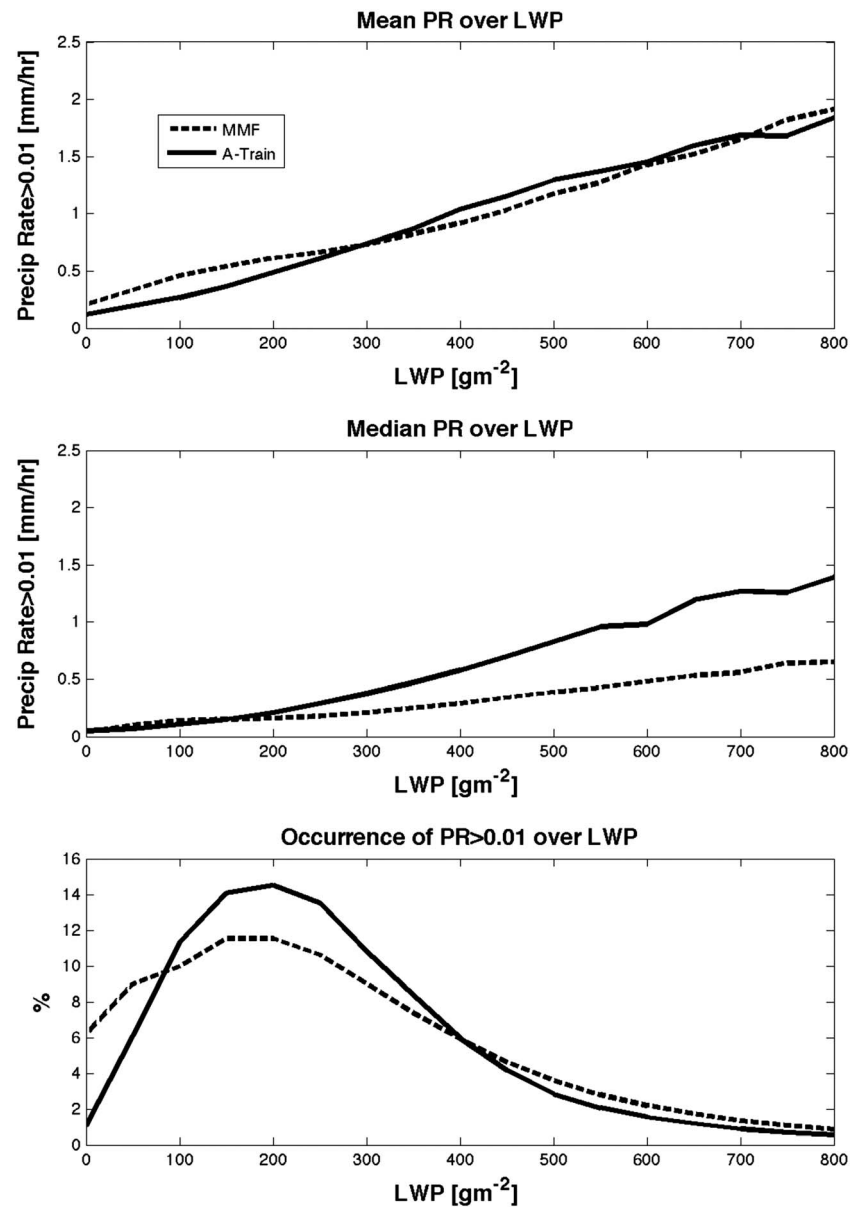 Mean PR over LWP
2.5
2
1.5
1
0.5
0
Precip Rate>0.01 [mm/hr]
MMF
A-Train
0 100 200 300 400 500 600 700 800
LWP [gm-2]
Median PR over LWP
2.5
2
1.5
1
0.5
0
Precip Rate>0.01 [mm/hr]
0 100 200 300 400 500 600 700 800
LWP [gm-2]
Occurrence of PR>0.01 over LWP
16
14
12
10
8
6
4
2
0
%
0 100 200 300 400 500 600 700 800
LWP [gm-2]